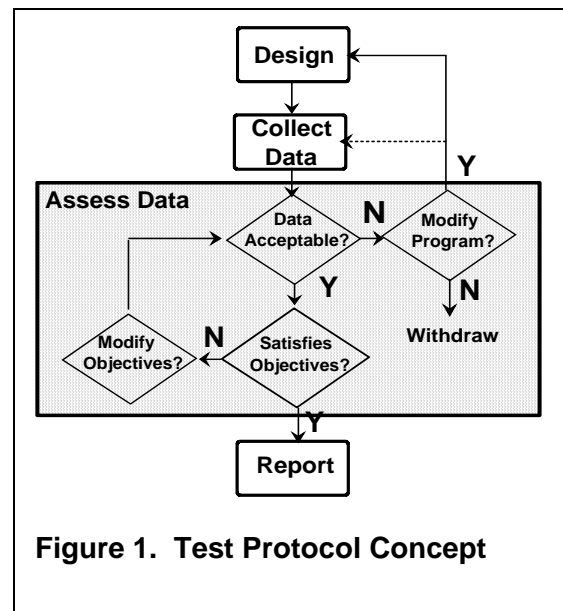 Design
Collect
Data
Y
Assess Data
Data
Acceptable?
N
Modify
Program?
Y
N
Withdraw
Modify
Objectives?
N
Satisfies
Objectives?
Y
Report
Figure 1. Test Protocol Concept